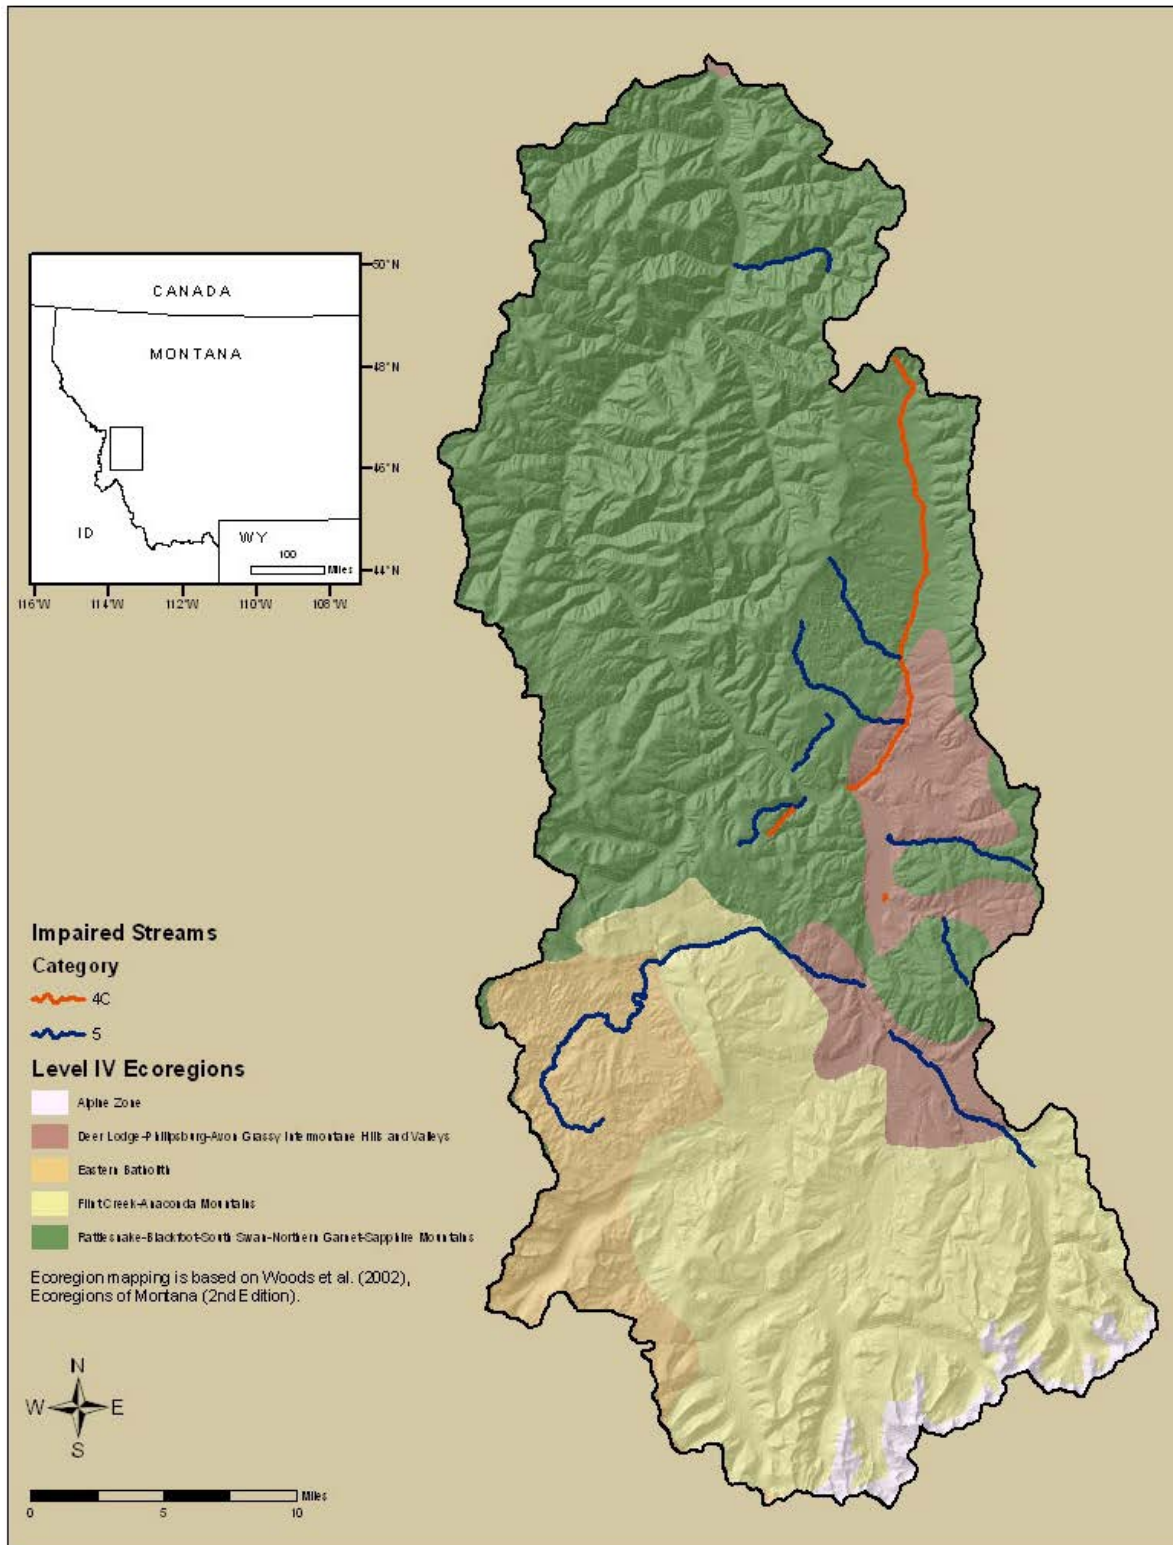 CANADA
MONTANA
ID
WY
100
Miles
50°N
48°N
46°N
44°N
116°W 114°W 112°W 110°W 108°W
Impaired Streams
Category
4C
5
Level IV Ecoregions
Alpine Zone
Deer Lodge-Philipsburg-Avon Grassy Intermontane Hills and Valleys
Eastern Batholith
Flint Creek-Anaconda Mountains
Rattlesnake-Blackfoot-South Swan-Northern Garnet-Sapphire Mountains
Ecoregion mapping is based on Woods et al. (2002),
Ecoregions of Montana (2nd Edition).
N
W E
S
Miles
0 5 10